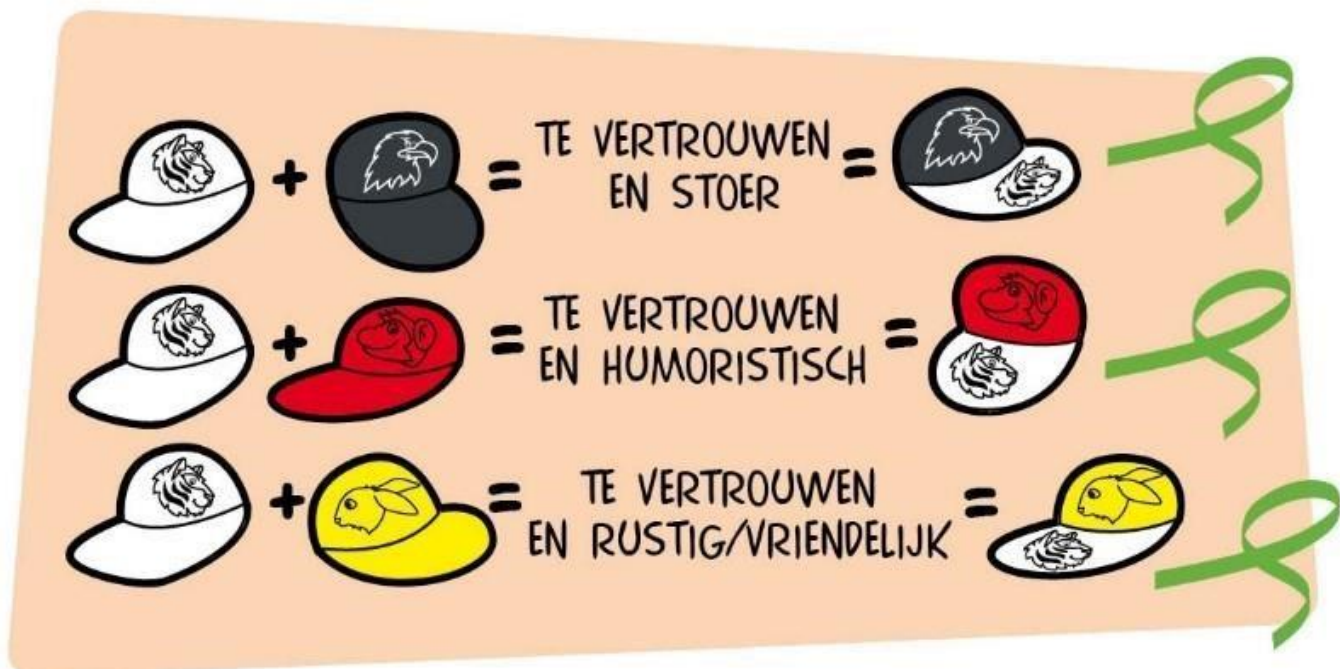 + = TE VERTROUWEN =
EN STOER
+ = TE VERTROUWEN =
EN HUMORISTISCH
+ = TE VERTROUWEN =
EN RUSTIG/VRIENDELIJK